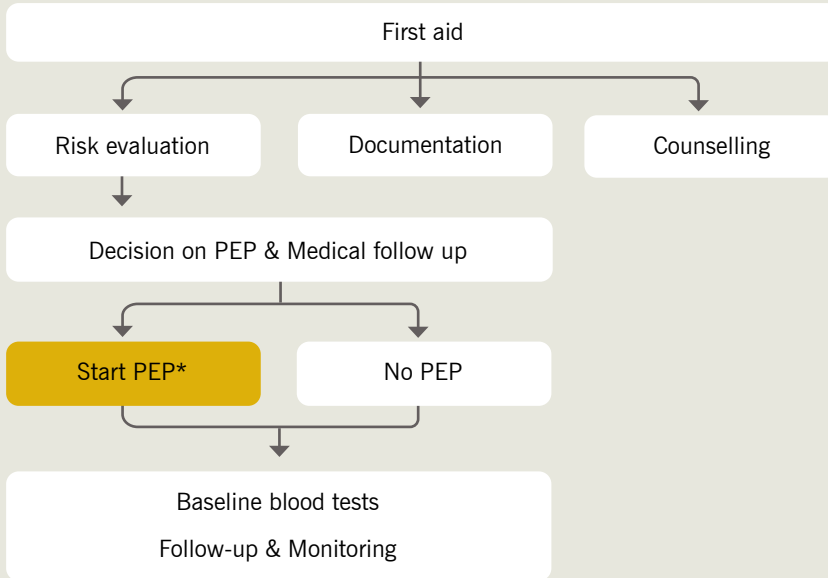 First aid
Risk evaluation
Documentation
Counselling
Decision on PEP & Medical follow up
Start PEP*
No PEP
Baseline blood tests
Follow-up & Monitoring